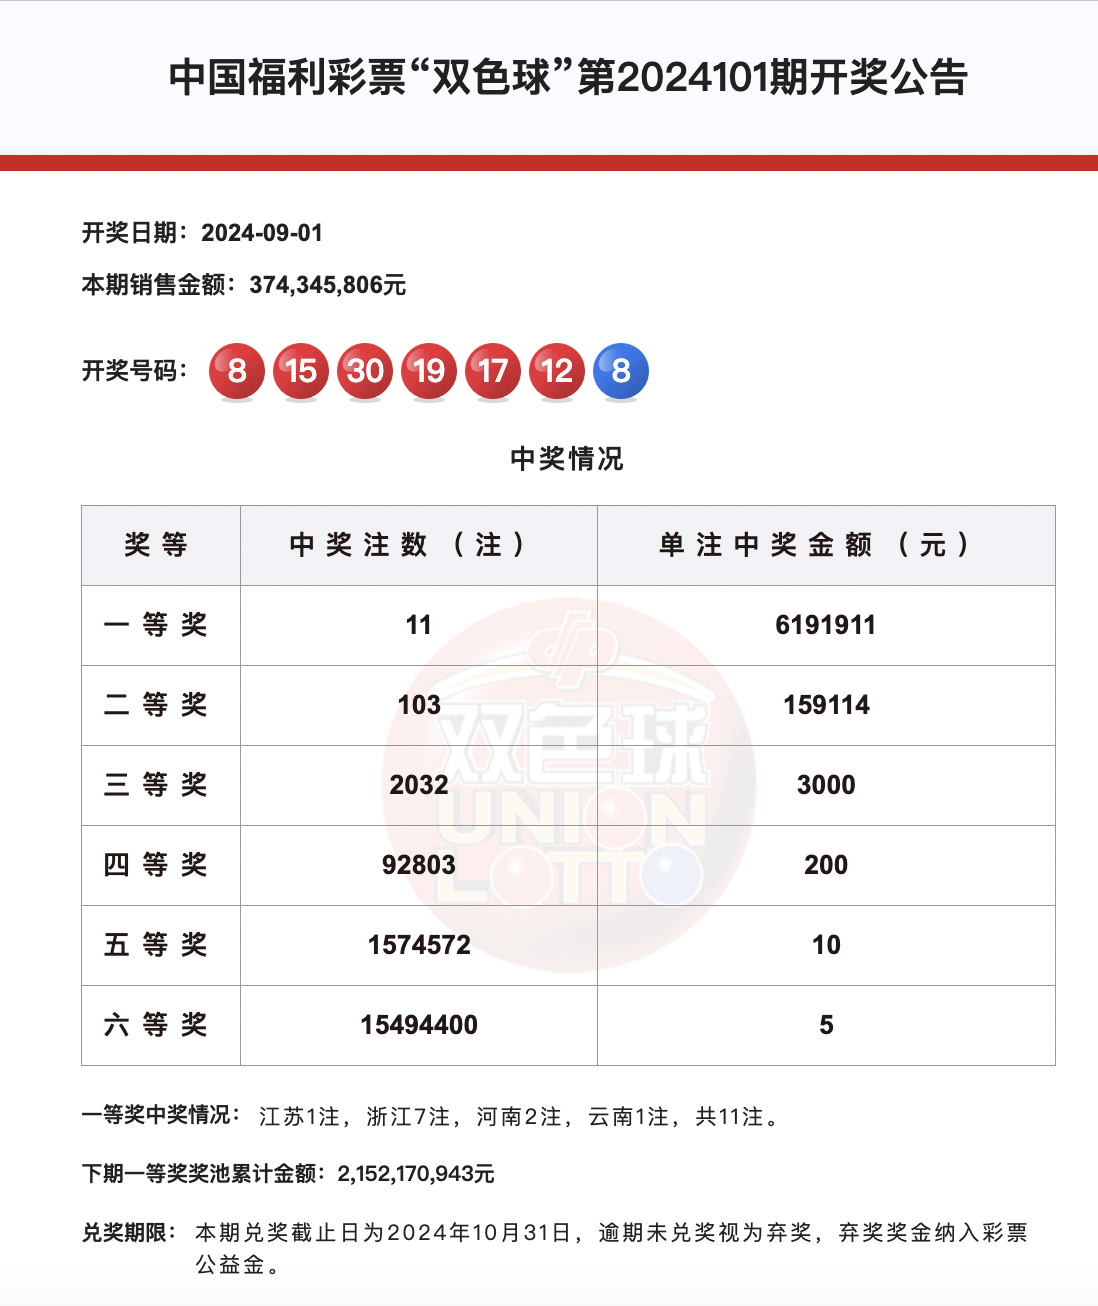 中国福利彩票“双色球”第2024101期开奖公告
开奖日期：2024-09-01
本期销售金额：374,345,806元
开奖号码： 8 15 30 19 17 12 8
中奖情况
奖等 中奖注数（注） 单注中奖金额（元）
一等奖 11 6191911
二等奖 103 159114
三等奖 2032 3000
四等奖 92803 200
五等奖 1574572 10
六等奖 15494400 5
双色球
UNION
LOTTO
一等奖中奖情况： 江苏1注，浙江7注，河南2注，云南1注，共11注。
下期一等奖奖池累计金额：2,152,170,943元
兑奖期限： 本期兑奖截止日为2024年10月31日，逾期未兑奖视为弃奖，弃奖奖金纳入彩票
公益金。